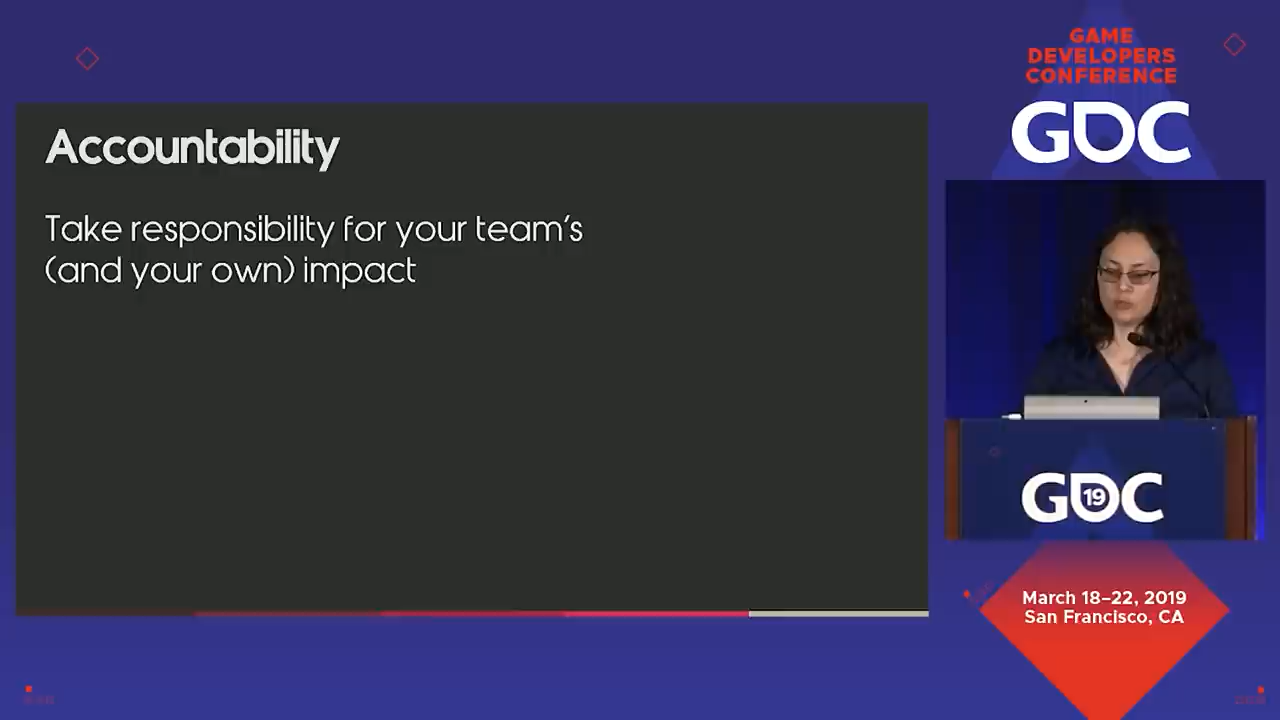 GAME
DEVELOPERS
CONFERENCE
GDC
Accountability
Take responsibility for your team’s
(and your own) impact
GDC
19
March 18–22, 2019
San Francisco, CA